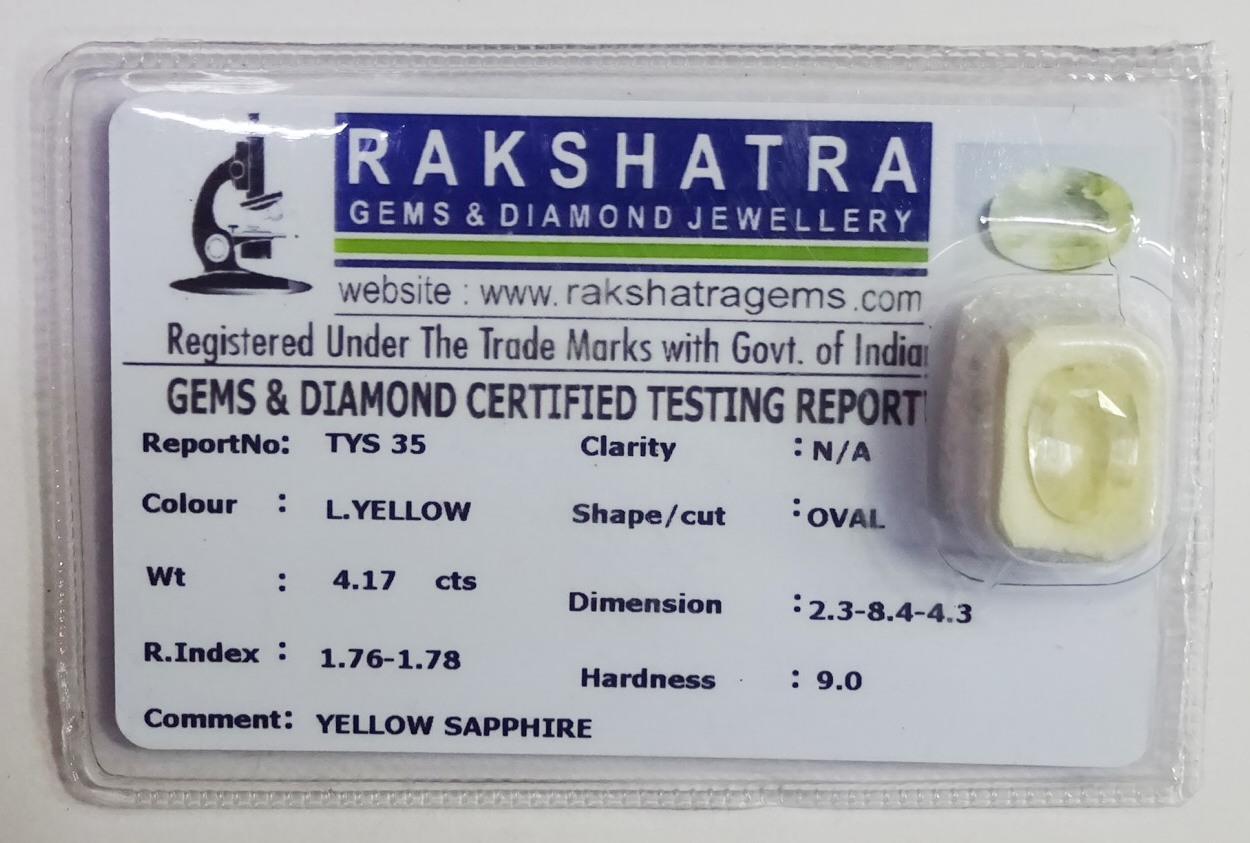 RAKSHATRA
GEMS & DIAMOND JEWELLERY
website : www.rakshatragems.com
Registered Under The Trade Marks with Govt. of India
GEMS & DIAMOND CERTIFIED TESTING REPORT
ReportNo: TYS 35 Clarity : N/A
Colour : L.YELLOW Shape/cut : OVAL
Wt : 4.17 cts Dimension : 2.3-8.4-4.3
R.Index : 1.76-1.78 Hardness : 9.0
Comment: YELLOW SAPPHIRE